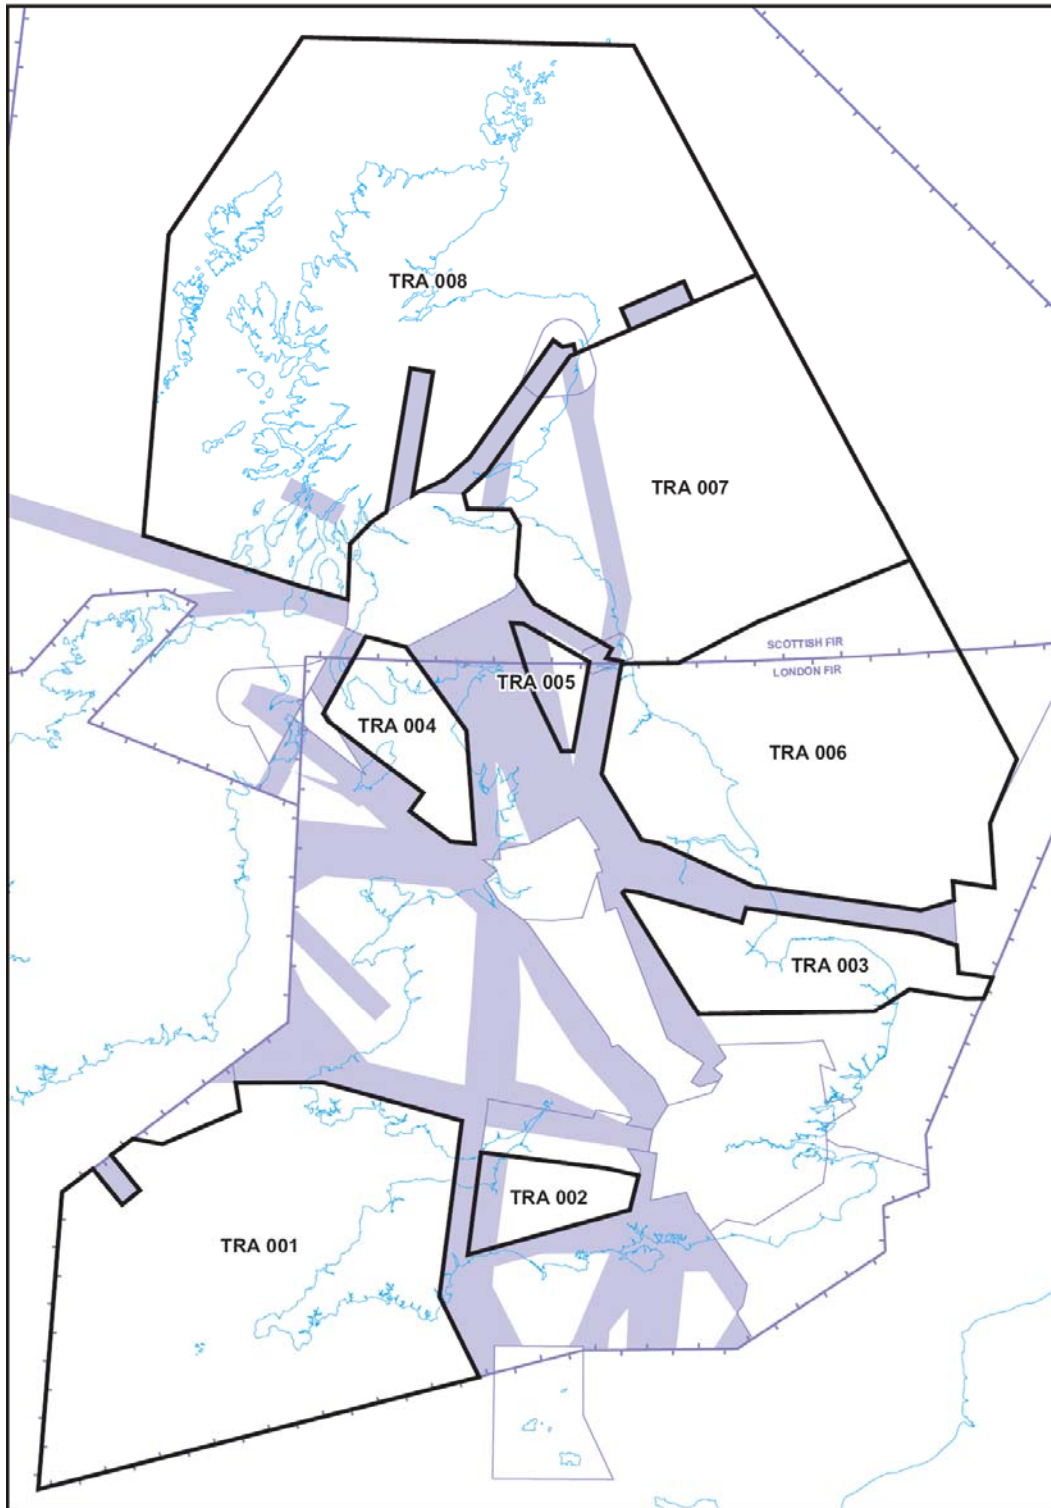 TRA 008
TRA 007
SCOTTISH FIR
LONDON FIR
TRA 005
TRA 004
TRA 006
TRA 003
TRA 002
TRA 001